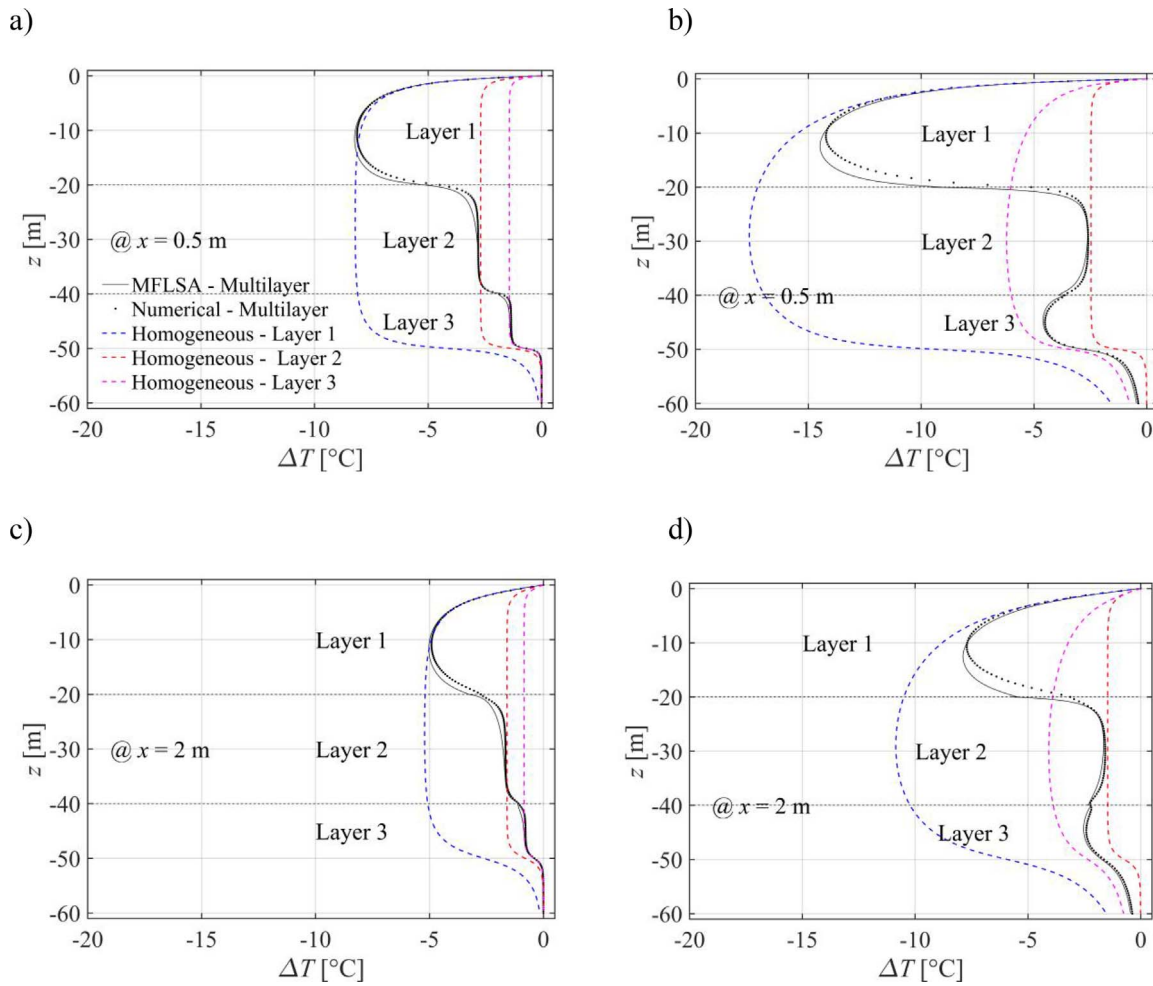 a)
0
-10
-20
-30
-40
-50
-60
z [m]
Layer 1
Layer 2
Layer 3
@ x = 0.5 m
MFLSA - Multilayer
Numerical - Multilayer
Homogeneous - Layer 1
Homogeneous - Layer 2
Homogeneous - Layer 3
-20 -15 -10 -5 0
ΔT [°C]
b)
0
-10
-20
-30
-40
-50
-60
z [m]
Layer 1
Layer 2
Layer 3
@ x = 0.5 m
-20 -15 -10 -5 0
ΔT [°C]
c)
0
-10
-20
-30
-40
-50
-60
z [m]
Layer 1
Layer 2
@ x = 2 m
Layer 3
-20 -15 -10 -5 0
ΔT [°C]
d)
0
-10
-20
-30
-40
-50
-60
z [m]
Layer 1
Layer 2
@ x = 2 m
Layer 3
-20 -15 -10 -5 0
ΔT [°C]